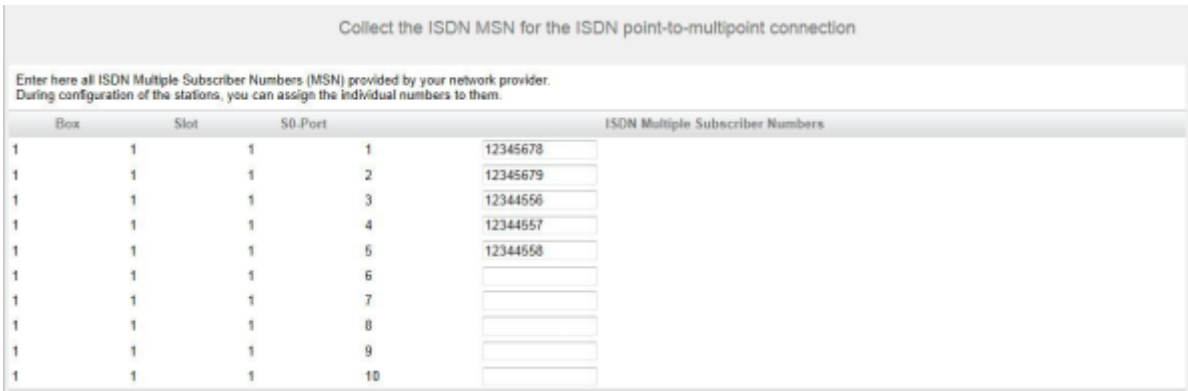 Collect the ISDN MSN for the ISDN point-to-multipoint connection
Enter here all ISDN Multiple Subscriber Numbers (MSN) provided by your network provider.
During configuration of the stations, you can assign the individual numbers to them.
Box Slot S0-Port ISDN Multiple Subscriber Numbers
1 1 1 1 12345678
1 1 1 2 12345679
1 1 1 3 12344556
1 1 1 4 12344557
1 1 1 5 12344558
1 1 1 6
1 1 1 7
1 1 1 8
1 1 1 9
1 1 1 10